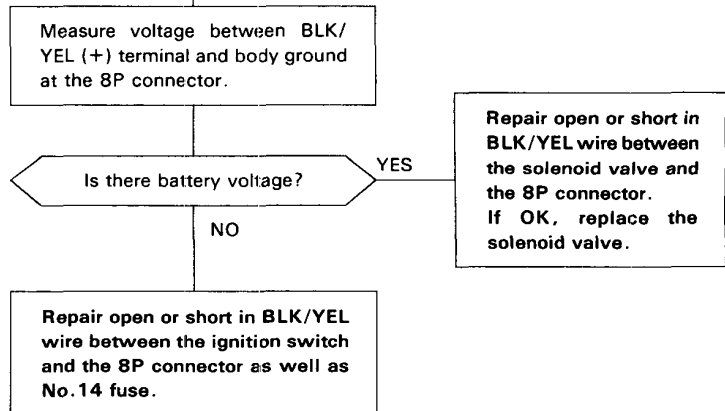 Measure voltage between BLK/
YEL (+) terminal and body ground
at the 8P connector.
Is there battery voltage?
YES
Repair open or short in
BLK/YEL wire between
the solenoid valve and
the 8P connector.
If OK, replace the
solenoid valve.
NO
Repair open or short in BLK/YEL
wire between the ignition switch
and the 8P connector as well as
No.14 fuse.